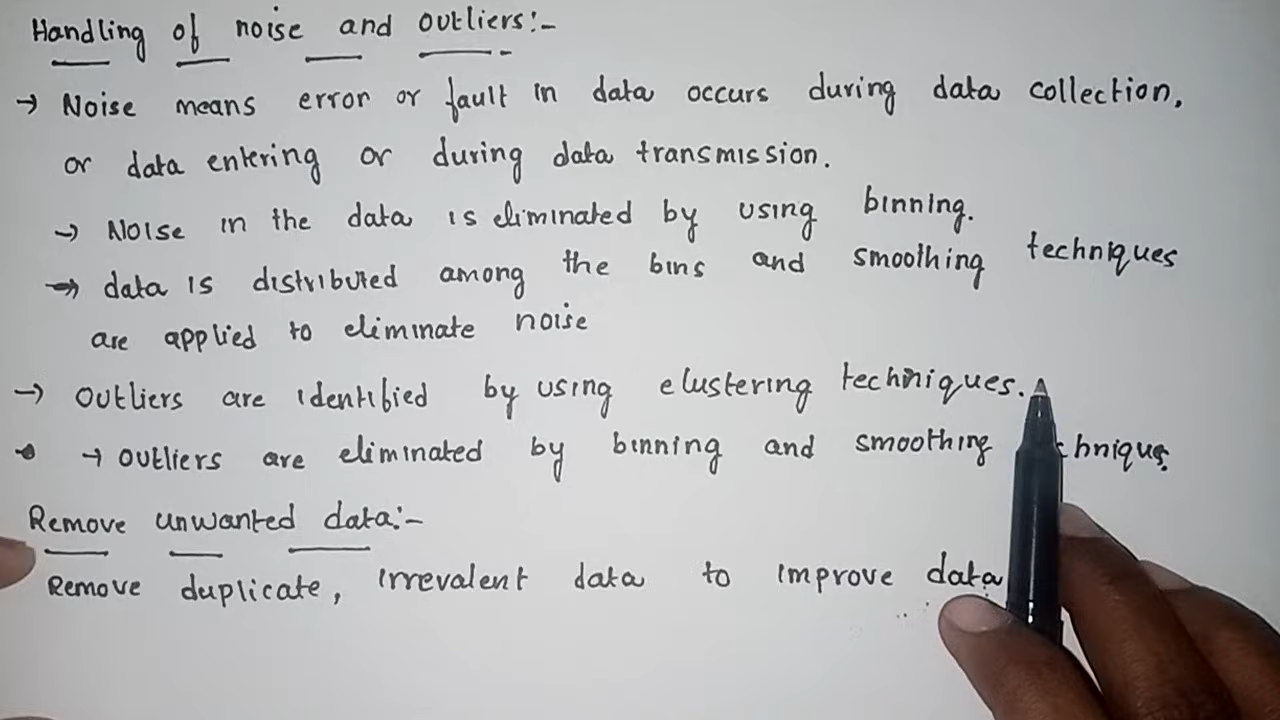 Handling of noise and outliers:-
→ Noise means error or fault in data occurs during data collection,
or data entering or during data transmission.
→ Noise in the data is eliminated by using binning.
→ data is distributed among the bins and smoothing techniques
are applied to eliminate noise
→ outliers are identified by using clustering techniques.
→ outliers are eliminated by binning and smoothing
Remove unwanted data:-
Remove duplicate, irrevalent data to improve data